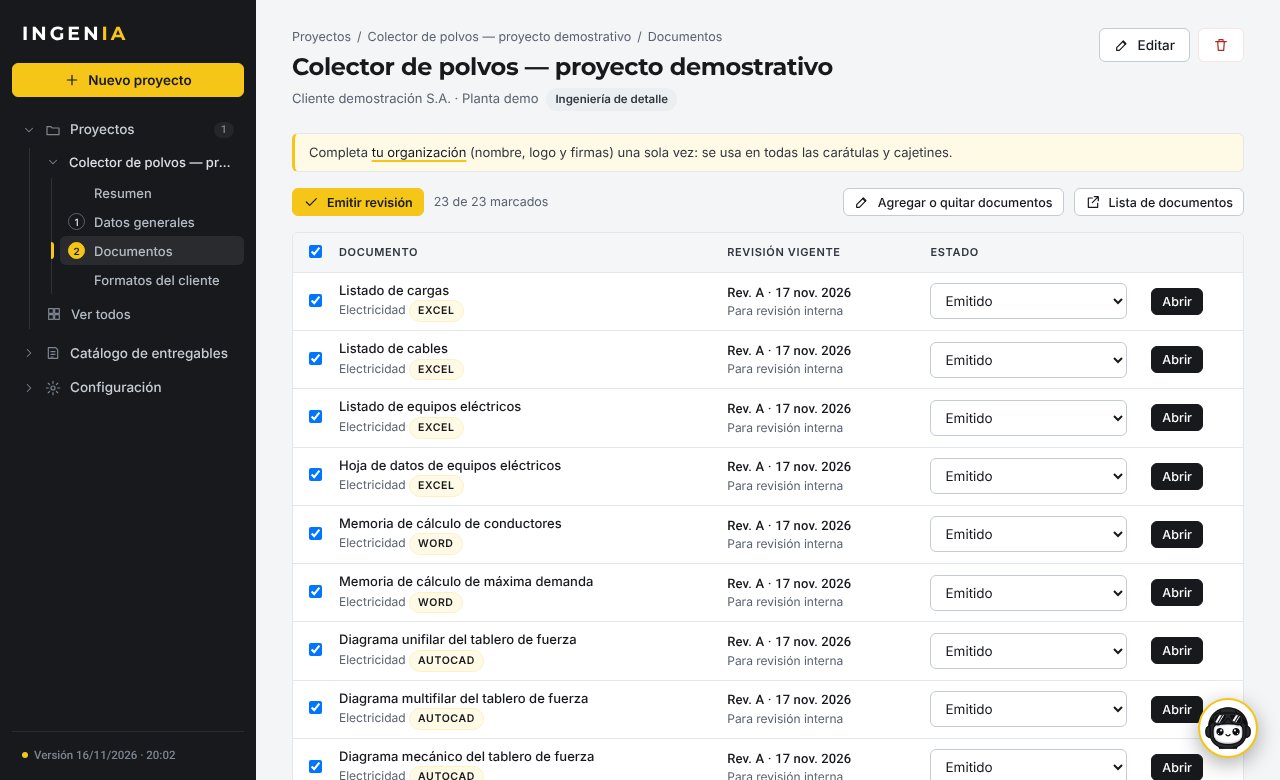 INGENIA
Nuevo proyecto
Proyectos 1
Colector de polvos — pr...
Resumen
1 Datos generales
2 Documentos
Formatos del cliente
Ver todos
Catálogo de entregables
Configuración
Versión 16/11/2026 · 20:02
Proyectos / Colector de polvos — proyecto demostrativo / Documentos
Colector de polvos — proyecto demostrativo
Cliente demostración S.A. · Planta demo Ingeniería de detalle
Editar
Completa tu organización (nombre, logo y firmas) una sola vez: se usa en todas las carátulas y cajetines.
Emitir revisión 23 de 23 marcados Agregar o quitar documentos Lista de documentos
DOCUMENTO REVISIÓN VIGENTE ESTADO
Listado de cargas
Electricidad EXCEL
Rev. A · 17 nov. 2026
Para revisión interna
Emitido Abrir
Listado de cables
Electricidad EXCEL
Rev. A · 17 nov. 2026
Para revisión interna
Emitido Abrir
Listado de equipos eléctricos
Electricidad EXCEL
Rev. A · 17 nov. 2026
Para revisión interna
Emitido Abrir
Hoja de datos de equipos eléctricos
Electricidad EXCEL
Rev. A · 17 nov. 2026
Para revisión interna
Emitido Abrir
Memoria de cálculo de conductores
Electricidad WORD
Rev. A · 17 nov. 2026
Para revisión interna
Emitido Abrir
Memoria de cálculo de máxima demanda
Electricidad WORD
Rev. A · 17 nov. 2026
Para revisión interna
Emitido Abrir
Diagrama unifilar del tablero de fuerza
Electricidad AUTOCAD
Rev. A · 17 nov. 2026
Para revisión interna
Emitido Abrir
Diagrama multifilar del tablero de fuerza
Electricidad AUTOCAD
Rev. A · 17 nov. 2026
Para revisión interna
Emitido Abrir
Diagrama mecánico del tablero de fuerza
Electricidad AUTOCAD
Rev. A · 17 nov. 2026
Para revisión interna
Emitido Abrir